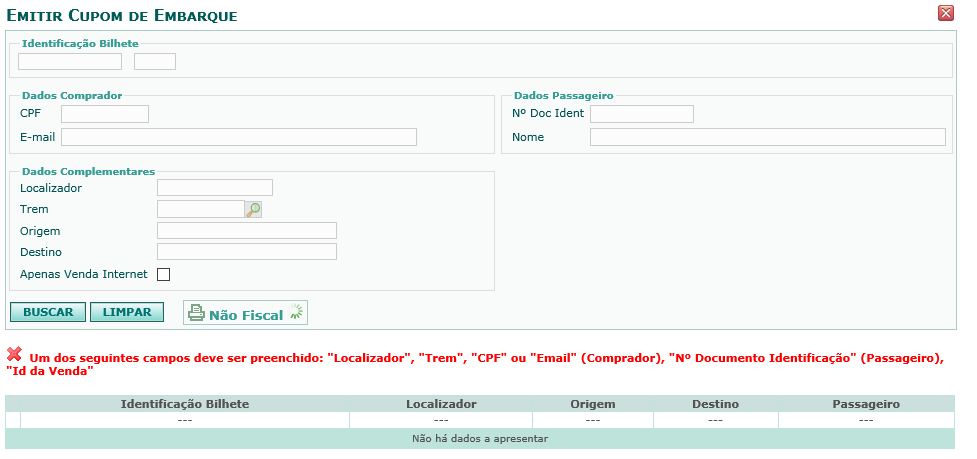 EMITIR CUPOM DE EMBARQUE
Identificação Bilhete
Dados Comprador
CPF
E-mail
Dados Passageiro
Nº Doc Ident
Nome
Dados Complementares
Localizador
Trem
Origem
Destino
Apenas Venda Internet
BUSCAR LIMPAR Não Fiscal
Um dos seguintes campos deve ser preenchido: "Localizador", "Trem", "CPF" ou "Email" (Comprador), "Nº Documento Identificação" (Passageiro),
"Id da Venda"
Identificação Bilhete Localizador Origem Destino Passageiro
--- --- --- --- ---
Não há dados a apresentar